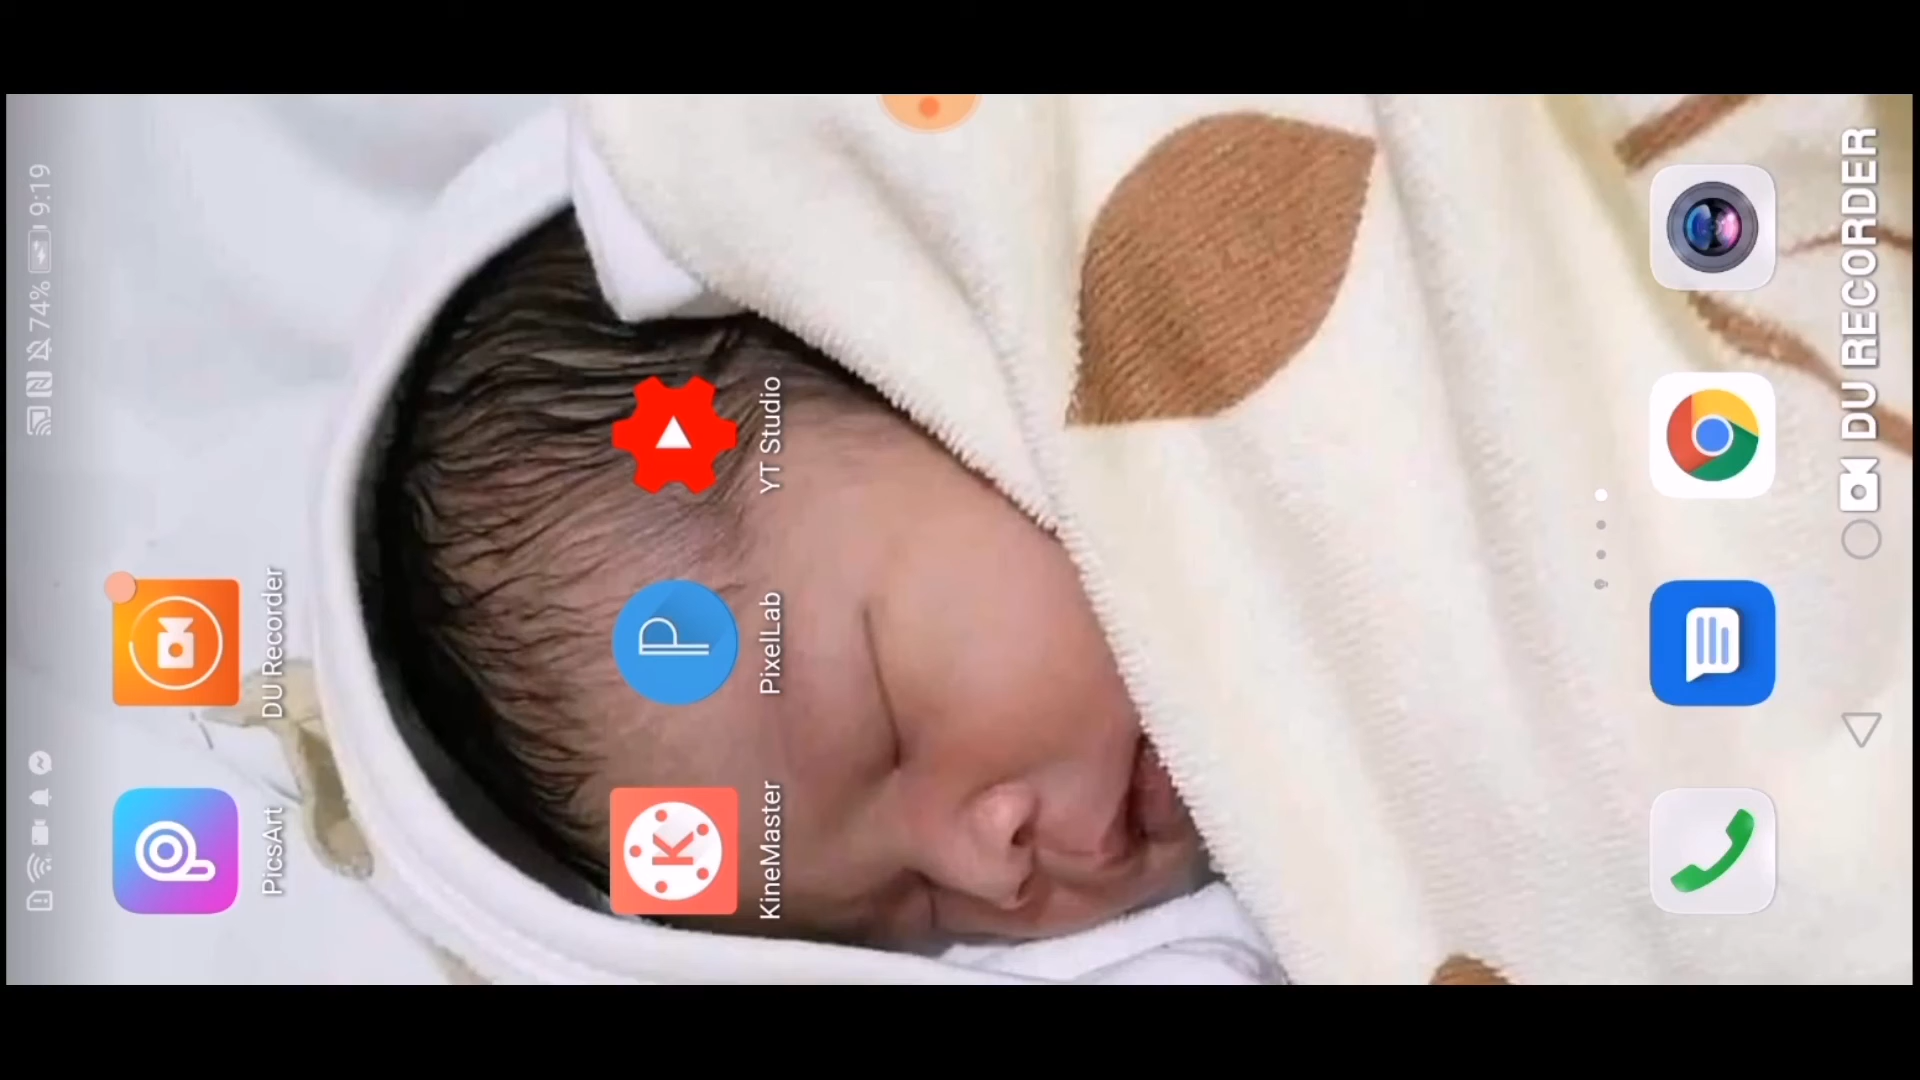 74% 9:19
DU Recorder
PicsArt
YT Studio
PixelLab
KineMaster
DU RECORDER